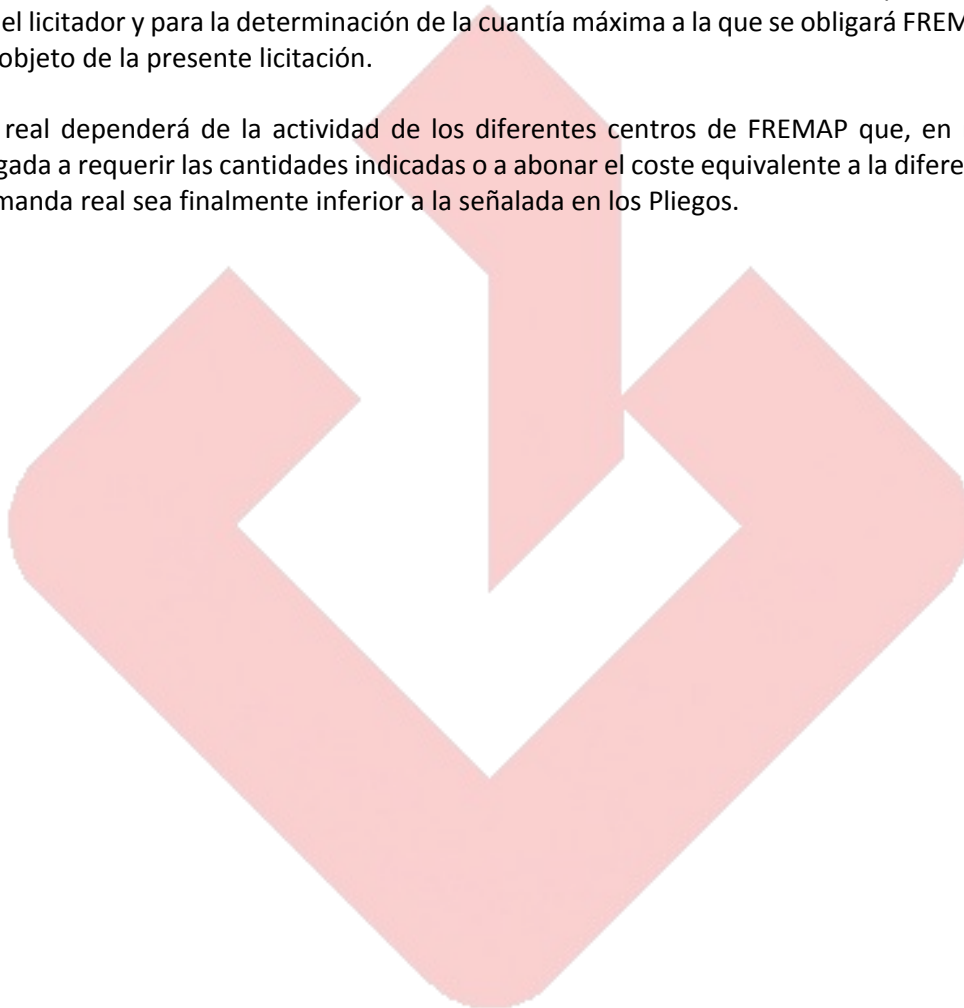 el licitador y para la determinación de la cuantía máxima a la que se obligará FREM
objeto de la presente licitación.
real dependerá de la actividad de los diferentes centros de FREMAP que, en
gada a requerir las cantidades indicadas o a abonar el coste equivalente a la difere
manda real sea finalmente inferior a la señalada en los Pliegos.